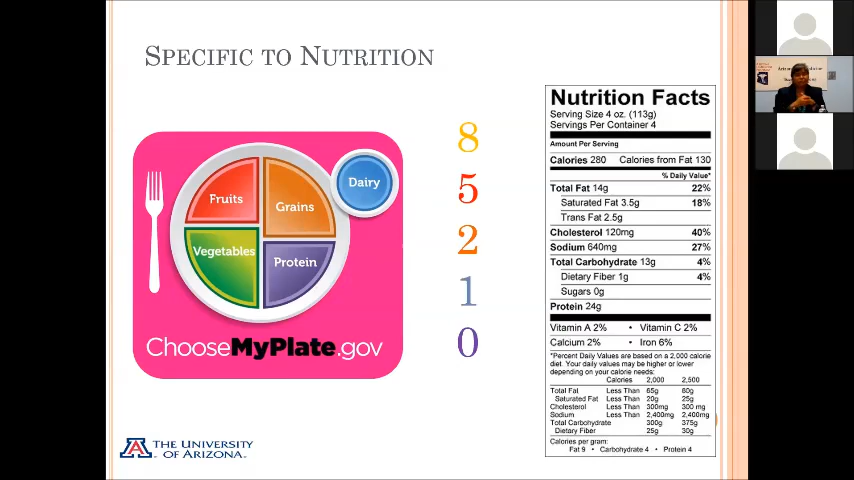 SPECIFIC TO NUTRITION
Fruits
Grains
Dairy
Vegetables
Protein
ChooseMyPlate.gov
8
5
2
1
0
Nutrition Facts
Serving Size 4 oz. (113g)
Servings Per Container 4
Amount Per Serving
Calories 280 Calories from Fat 130
% Daily Value*
Total Fat 14g 22%
Saturated Fat 3.5g 18%
Trans Fat 2.5g
Cholesterol 120mg 40%
Sodium 640mg 27%
Total Carbohydrate 13g 4%
Dietary Fiber 1g 4%
Sugars 0g
Protein 24g
Vitamin A 2% • Vitamin C 2%
Calcium 2% • Iron 6%
*Percent Daily Values are based on a 2,000 calorie
diet. Your daily values may be higher or lower
depending on your calorie needs:
Calories 2,000 2,500
Total Fat Less Than 65g 80g
Saturated Fat Less Than 20g 25g
Cholesterol Less Than 300mg 300 mg
Sodium Less Than 2,400mg 2,400mg
Total Carbohydrate 300g 375g
Dietary Fiber 25g 30g
Calories per gram:
Fat 9 • Carbohydrate 4 • Protein 4
A
THE UNIVERSITY
OF ARIZONA